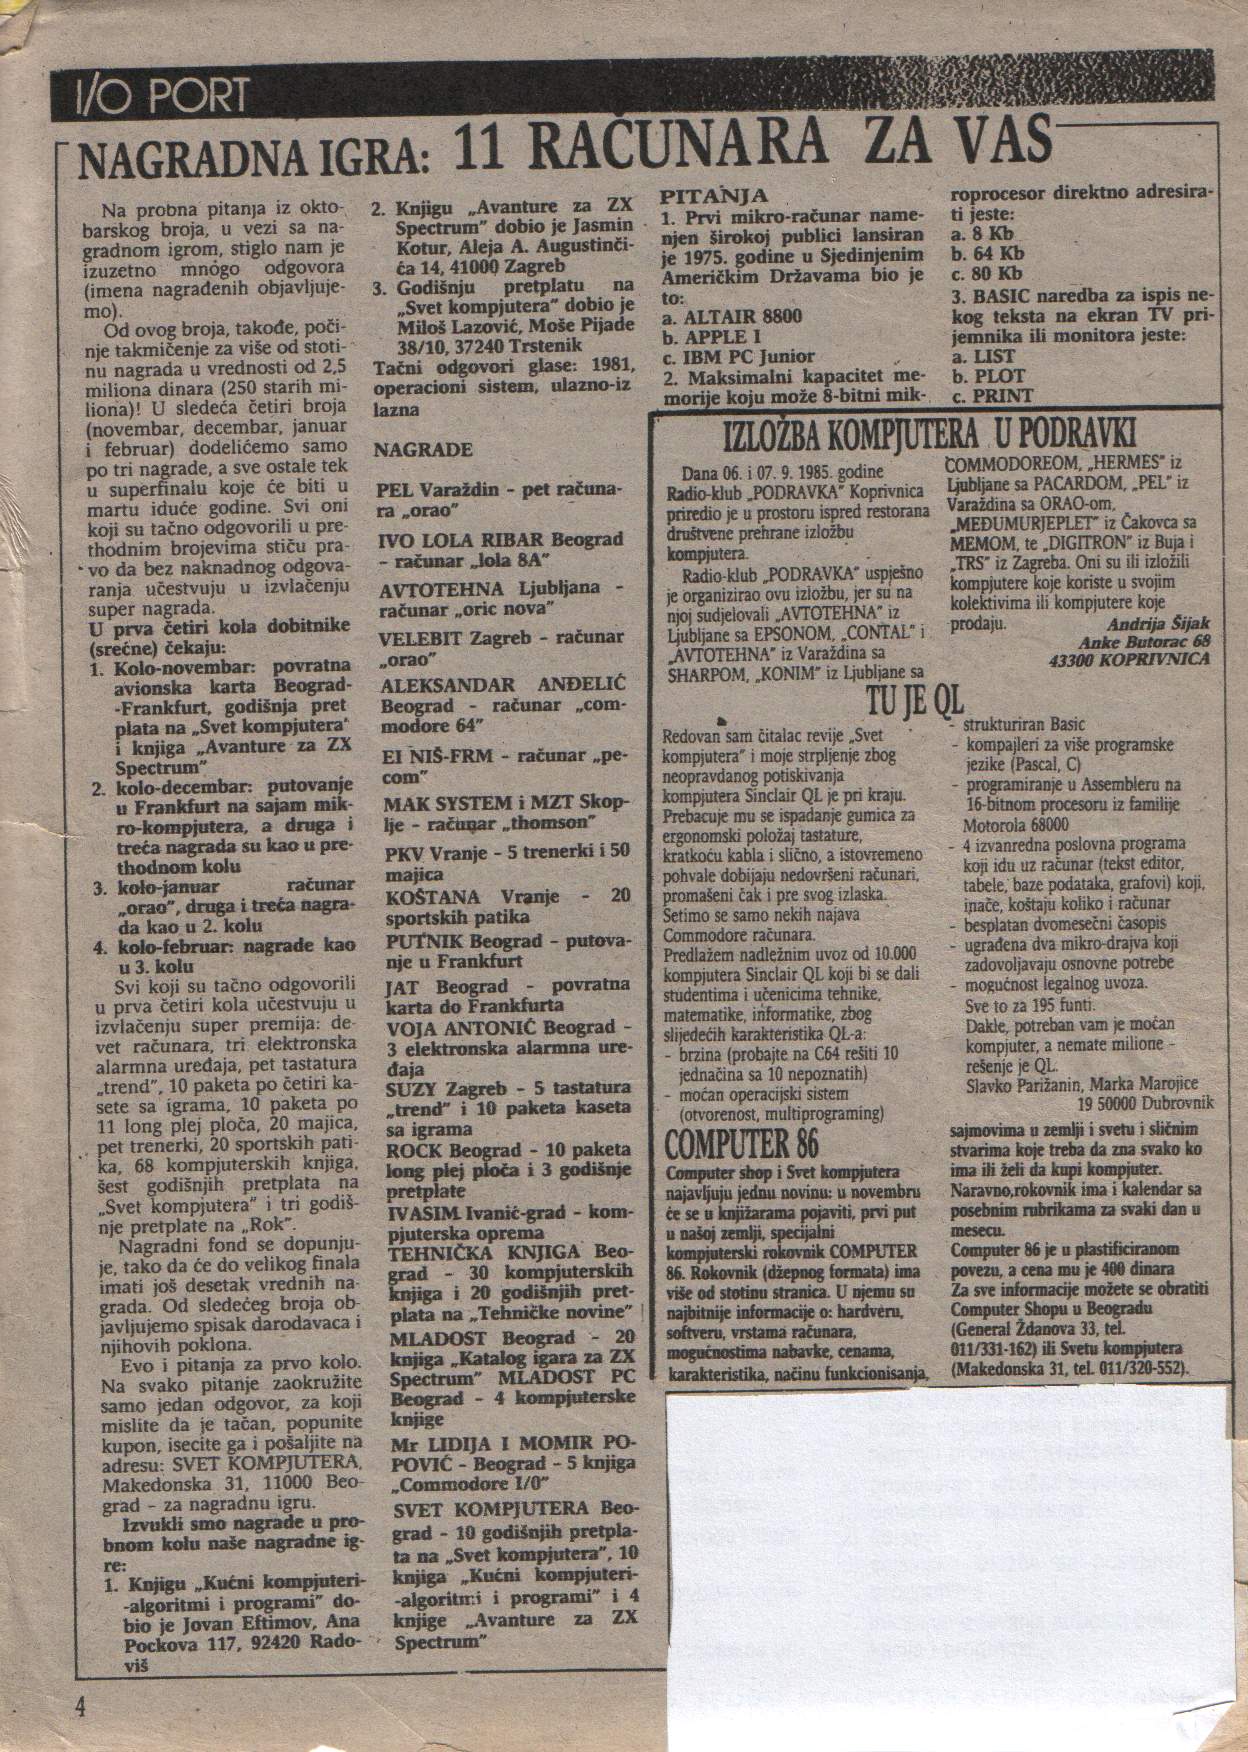 I/O PORT
NAGRADNA IGRA: 11 RAČUNARA ZA VAS
Na probna pitanja iz okto-
barskog broja, u vezi sa na-
gradnom igrom, stiglo nam je
izuzetno mnogo odgovora
(imena nagrađenih objavljuje-
mo).
Od ovog broja, takođe, poči-
nje takmičenje za više od stoti-
nu nagrada u vrednosti od 2,5
miliona dinara (250 starih mi-
liona)! U sledeća četiri broja
(novembar, decembar, januar
i februar) dodelićemo samo
po tri nagrade, a sve ostale tek
u superfinalu koje će biti u
martu iduće godine. Svi oni
koji su tačno odgovorili u pre-
thodnim brojevima stiču pra-
vo da bez naknadnog odgova-
ranja učestvuju u izvlačenju
super nagrada.
U prva četiri kola dobitnike
(srećne) čekaju:
1. Kolo-novembar: povratna
avionska karta Beograd-
-Frankfurt, godišnja pret
plata na „Svet kompjutera"
i knjiga „Avanture za ZX
Spectrum"
2. kolo-decembar: putovanje
u Frankfurt na sajam mik-
ro-kompjutera, a druga i
treća nagrada su kao u pre-
thodnom kolu
3. kolo-januar računar
„orao", druga i treća nagra-
da kao u 2. kolu
4. kolo-februar: nagrade kao
u 3. kolu
Svi koji su tačno odgovorili
u prva četiri kola učestvuju u
izvlačenju super premija: de-
vet računara, tri elektronska
alarmna uređaja, pet tastatura
„trend", 10 paketa po četiri ka-
sete sa igrama, 10 paketa po
11 long plej ploča, 20 majica,
pet trenerki, 20 sportskih pati-
ka, 68 kompjuterskih knjiga,
šest godišnjih pretplata na
„Svet kompjutera" i tri godiš-
nje pretplate na „Rok".
Nagradni fond se dopunju-
je, tako da će do velikog finala
imati još desetak vrednih na-
grada. Od sledećeg broja ob-
javljujemo spisak darodavaca i
njihovih poklona.
Evo i pitanja za prvo kolo.
Na svako pitanje zaokružite
samo jedan odgovor, za koji
mislite da je tačan, popunite
kupon, isecite ga i pošaljite na
adresu: SVET KOMPJUTERA,
Makedonska 31, 11000 Beo-
grad – za nagradnu igru.
Izvukli smo nagrade u pro-
bnom kolu naše nagradne ig-
re:
1. Knjigu „Kućni kompjuteri-
-algoritmi i programi" do-
bio je Jovan Eftimov, Ana
Pockova 117, 92420 Rado-
viš
2. Knjigu „Avanture za ZX
Spectrum" dobio je Jasmin
Kotur, Aleja A. Augustinči-
ća 14, 41000 Zagreb
3. Godišnju pretplatu na
„Svet kompjutera" dobio je
Miloš Lazović, Moše Pijade
38/10, 37240 Trstenik
Tačni odgovori glase: 1981,
operacioni sistem, ulazno-iz
lazna
NAGRADE
PEL Varaždin – pet računa-
ra „orao"
IVO LOLA RIBAR Beograd
– računar „lola 8A"
AVTOTEHNA Ljubljana –
računar „oric nova"
VELEBIT Zagreb – računar
„orao"
ALEKSANDAR ANĐELIĆ
Beograd – računar „com-
modore 64"
EI NIŠ-FRM – računar „pe-
com"
MAK SYSTEM i MZT Skop-
lje – računar „thomson"
PKV Vranje – 5 trenerki i 50
majica
KOŠTANA Vranje – 20
sportskih patika
PUTNIK Beograd – putova-
nje u Frankfurt
JAT Beograd – povratna
karta do Frankfurta
VOJA ANTONIĆ Beograd –
3 elektronska alarmna ure-
đaja
SUZY Zagreb – 5 tastatura
„trend" i 10 paketa kaseta
sa igrama
ROCK Beograd – 10 paketa
long plej ploča i 3 godišnje
pretplate
IVASIM Ivanić-grad – kom-
pjuterska oprema
TEHNIČKA KNJIGA Beo-
grad – 30 kompjuterskih
knjiga i 20 godišnjih pret-
plata na „Tehničke novine"
MLADOST Beograd – 20
knjiga „Katalog igara za ZX
Spectrum" MLADOST PC
Beograd – 4 kompjuterske
knjige
Mr LIDIJA I MOMIR PO-
POVIĆ – Beograd – 5 knjiga
„Commodore I/0"
SVET KOMPJUTERA Beo-
grad – 10 godišnjih pretpla-
ta na „Svet kompjutera", 10
knjiga „Kućni kompjuteri-
-algoritmi i programi" i 4
knjige „Avanture za ZX
Spectrum"
PITANJA
1. Prvi mikro-računar name-
njen širokoj publici lansiran
je 1975. godine u Sjedinjenim
Američkim Državama bio je
to:
a. ALTAIR 8800
b. APPLE 1
c. IBM PC Junior
2. Maksimalni kapacitet me-
morije koju može 8-bitni mik-
roprocesor direktno adresira-
ti jeste:
a. 8 Kb
b. 64 Kb
c. 80 Kb
3. BASIC naredba za ispis ne-
kog teksta na ekran TV pri-
jemnika ili monitora jeste:
a. LIST
b. PLOT
c. PRINT
IZLOŽBA KOMPJUTERA U PODRAVKI
Dana 06. i 07. 9. 1985. godine
Radio-klub „PODRAVKA" Koprivnica
priredio je u prostoru ispred restorana
društvene prehrane izložbu
kompjutera.
Radio-klub „PODRAVKA" uspješno
je organizirao ovu izložbu, jer su na
njoj sudjelovali „AVTOTEHNA" iz
Ljubljane sa EPSONOM, „CONTAL" i
„AVTOTEHNA" iz Varaždina sa
SHARPOM, „KONIM" iz Ljubljane sa
COMMODOREOM, „HERMES" iz
Ljubljane sa PACARDOM, „PEL" iz
Varaždina sa ORAO-om,
„MEĐUMURJEPLET" iz Čakovca sa
MEMOM, te „DIGITRON" iz Buja i
„TRS" iz Zagreba. Oni su ili izložili
kompjutere koje koriste u svojim
kolektivima ili kompjutere koje
prodaju. Andrija Šijak
Anke Butorac 68
43300 KOPRIVNICA
TU JE QL
Redovan sam čitalac revije „Svet
kompjutera" i moje strpljenje zbog
neopravdanog potiskivanja
kompjutera Sinclair QL je pri kraju.
Prebacuje mu se ispadanje gumica za
ergonomski položaj tastature,
kratkoću kabla i slično, a istovremeno
pohvale dobijaju nedovršeni računari,
promašeni čak i pre svog izlaska.
Setimo se samo nekih najava
Commodore računara.
Predlažem nadležnim uvoz od 10.000
kompjutera Sinclair QL koji bi se dali
studentima i učenicima tehnike,
matematike, informatike, zbog
slijedećih karakteristika QL-a:
– brzina (probajte na C64 rešiti 10
jednačina sa 10 nepoznatih)
– moćan operacijski sistem
(otvorenost, multiprograming)
– strukturiran Basic
– kompajleri za više programske
jezike (Pascal, C)
– programiranje u Assembleru na
16-bitnom procesoru iz familije
Motorola 68000
– 4 izvanredna poslovna programa
koji idu uz računar (tekst editor,
tabele, baze podataka, grafovi) koji,
inače, koštaju koliko i računar
– besplatan dvomesečni časopis
– ugrađena dva mikro-drajva koji
zadovoljavaju osnovne potrebe
– mogućnost legalnog uvoza.
Sve to za 195 funti.
Dakle, potreban vam je moćan
kompjuter, a nemate milione –
rešenje je QL.
Slavko Parižanin, Marka Marojice
19 50000 Dubrovnik
COMPUTER 86
Computer shop i Svet kompjutera
najavljuju jednu novinu: u novembru
će se u knjižarama pojaviti, prvi put
u našoj zemlji, specijalni
kompjuterski rokovnik COMPUTER
86. Rokovnik (džepnog formata) ima
više od stotinu stranica. U njemu su
najbitnije informacije o: hardveru,
softveru, vrstama računara,
mogućnostima nabavke, cenama,
karakteristika, načinu funkcionisanja,
sajmovima u zemlji i svetu i sličnim
stvarima koje treba da zna svako ko
ima ili želi da kupi kompjuter.
Naravno,rokovnik ima i kalendar sa
posebnim rubrikama za svaki dan u
mesecu.
Computer 86 je u plastificiranom
povezu, a cena mu je 400 dinara
Za sve informacije možete se obratiti
Computer Shopu u Beogradu
(General Ždanova 33, tel.
011/331-162) ili Svetu kompjutera
(Makedonska 31, tel. 011/320-552).
4